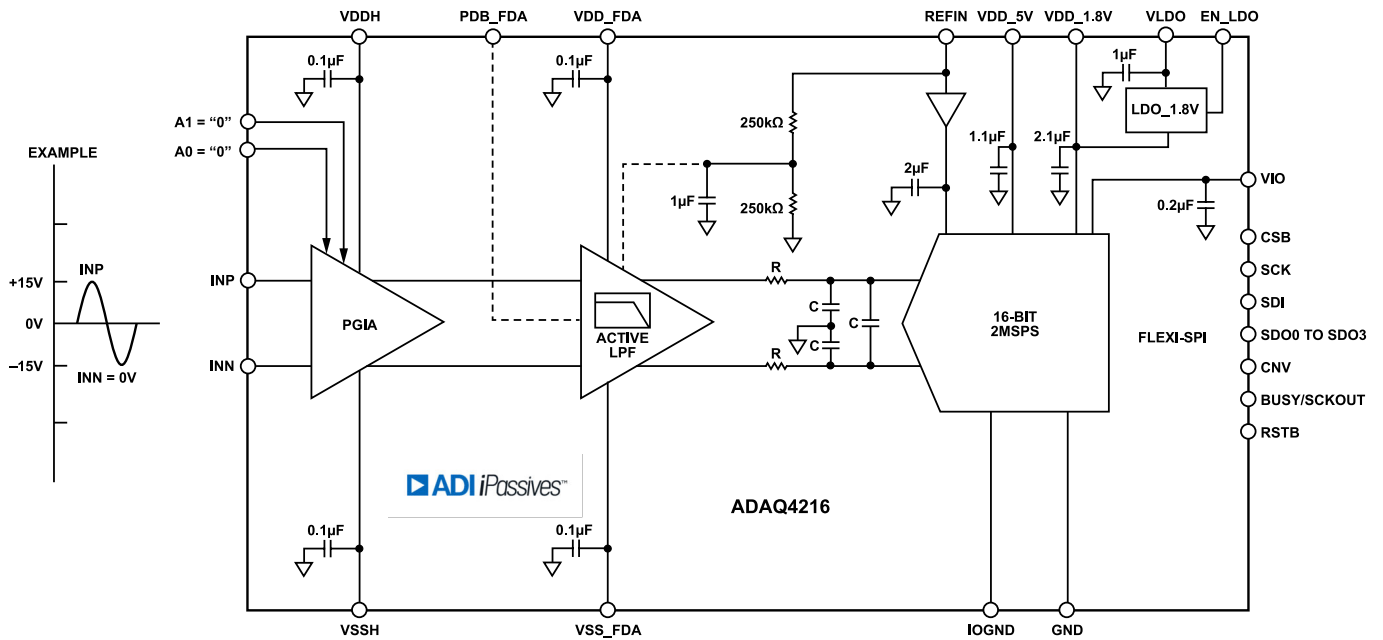 VDDH
PDB_FDA
VDD_FDA
REFIN
VDD_5V
VDD_1.8V
VLDO
EN_LDO
0.1µF
0.1µF
1µF
LDO_1.8V
A1 = “0”
A0 = “0”
250kΩ
1.1µF
2.1µF
EXAMPLE
2µF
VIO
1µF
250kΩ
0.2µF
CSB
INP
INP
SCK
+15V
R
SDI
0V
PGIA
ACTIVE
LPF
C
C
C
16-BIT
2MSPS
FLEXI-SPI
SDO0 TO SDO3
–15V
INN
R
CNV
INN = 0V
BUSY/SCKOUT
RSTB
ADI iPassives™
ADAQ4216
0.1µF
0.1µF
VSSH
VSS_FDA
IOGND
GND